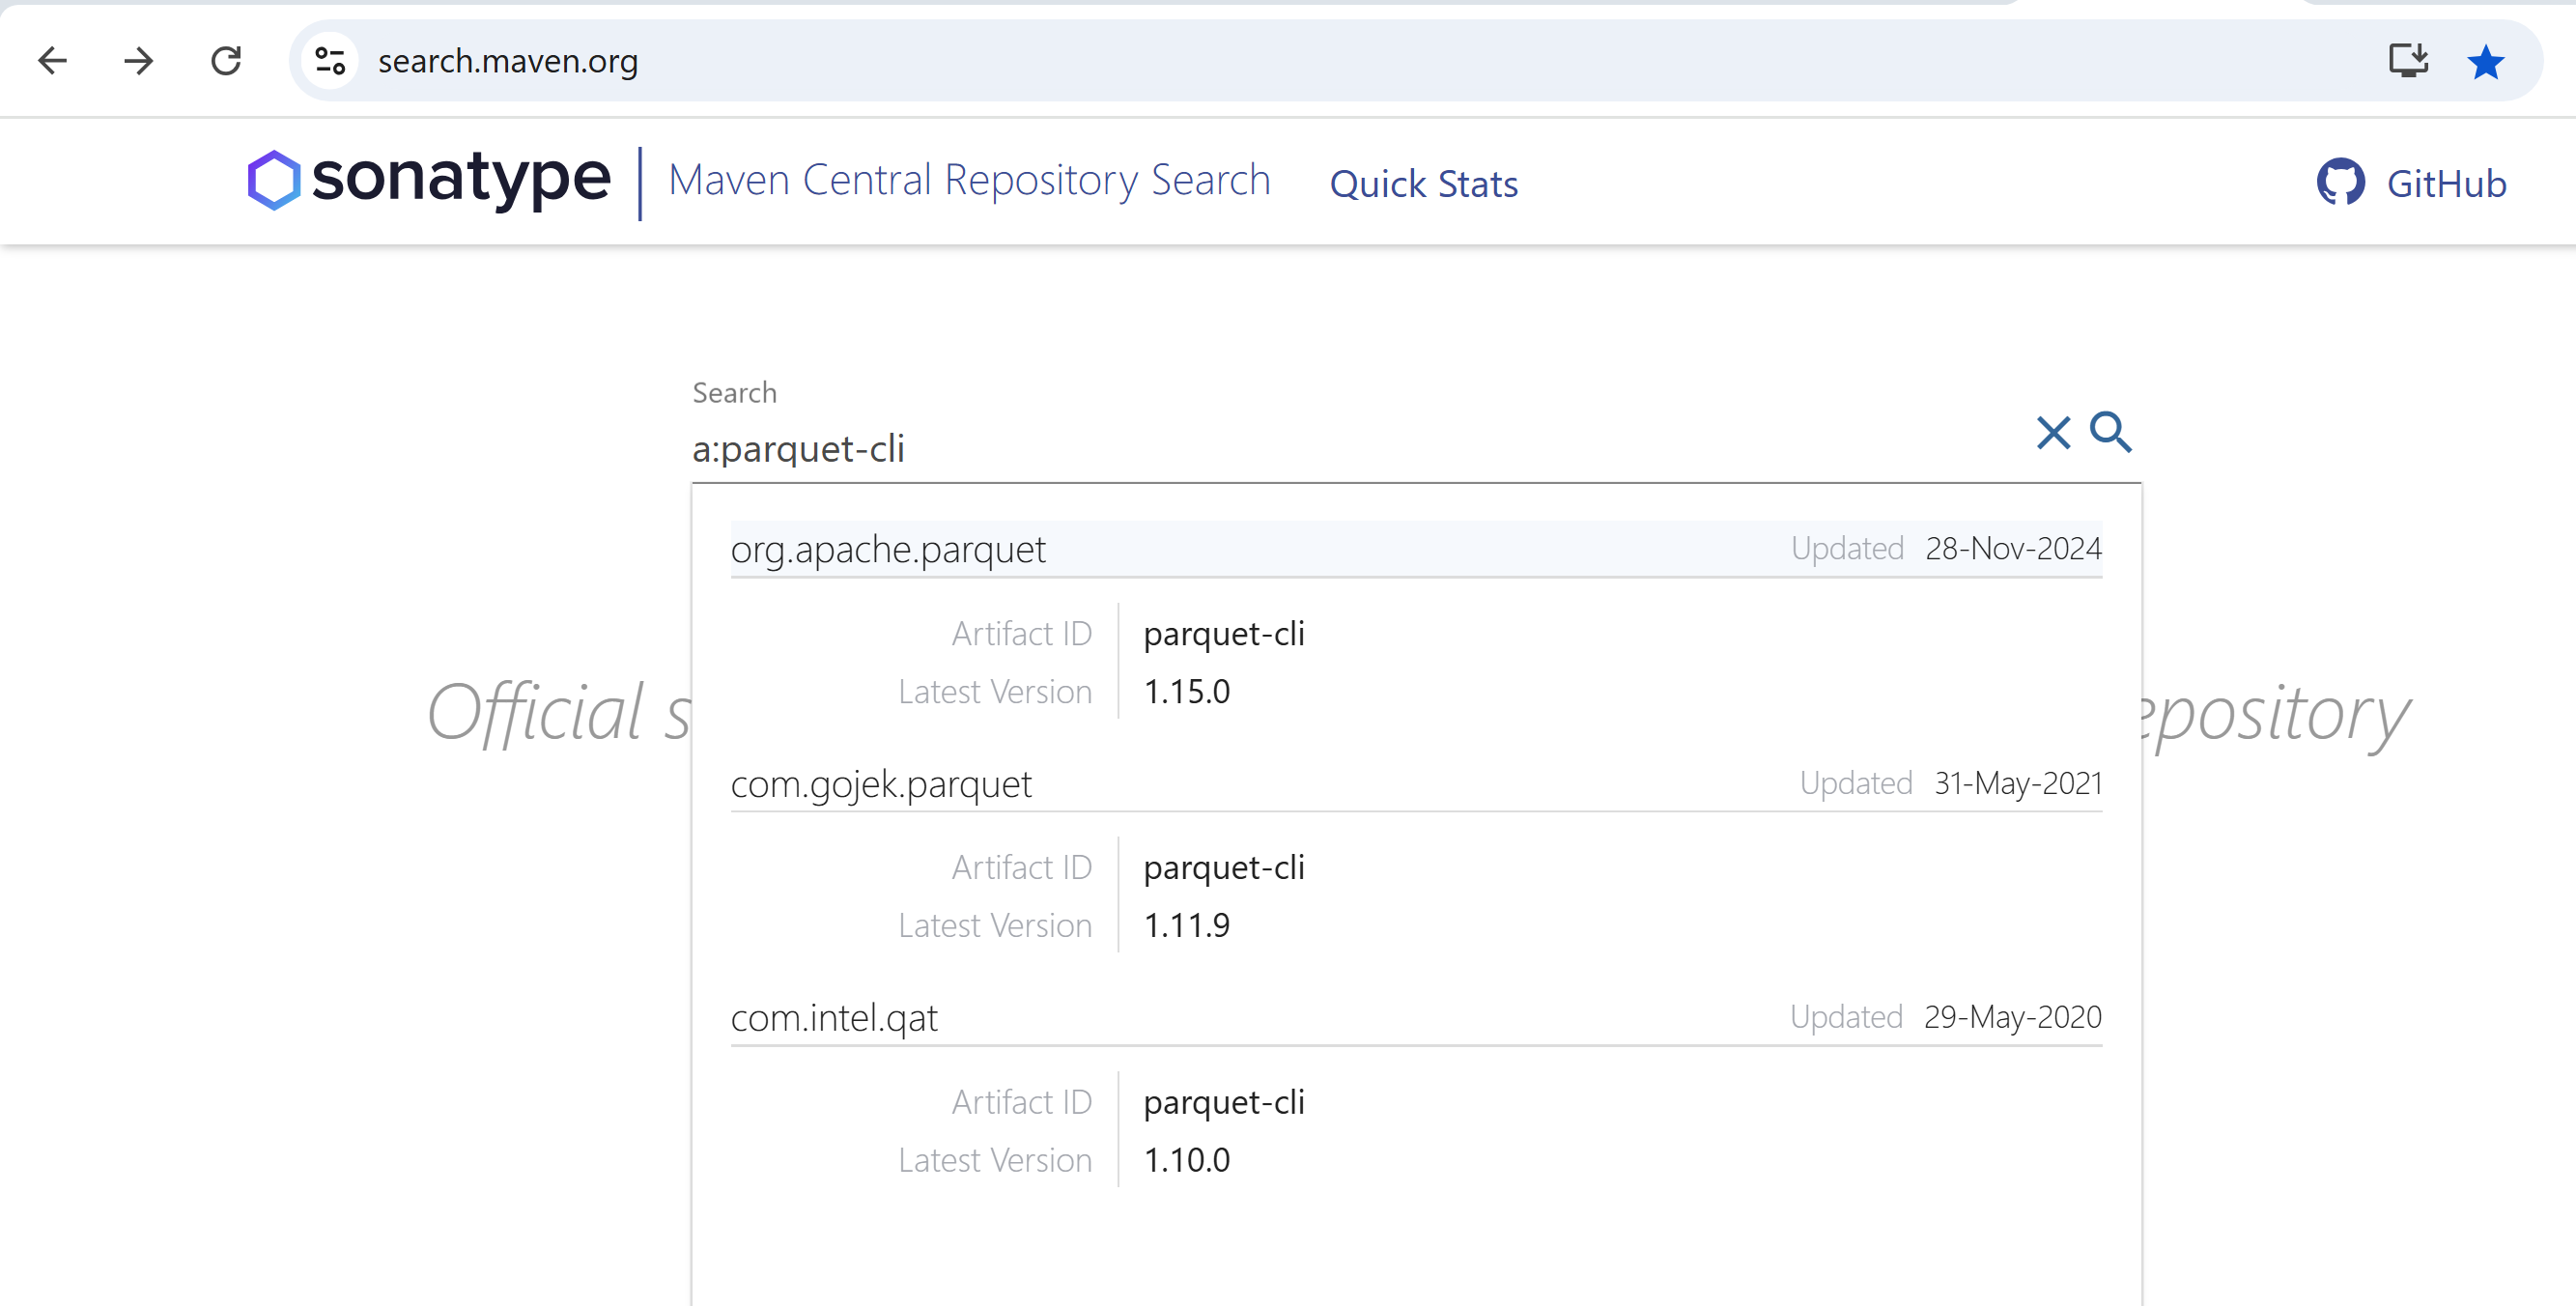 search.maven.org
sonatype Maven Central Repository Search Quick Stats GitHub
Search
a:parquet-cli
org.apache.parquet Updated 28-Nov-2024
Artifact ID parquet-cli
Latest Version 1.15.0
Official s epository
com.gojek.parquet Updated 31-May-2021
Artifact ID parquet-cli
Latest Version 1.11.9
com.intel.qat Updated 29-May-2020
Artifact ID parquet-cli
Latest Version 1.10.0